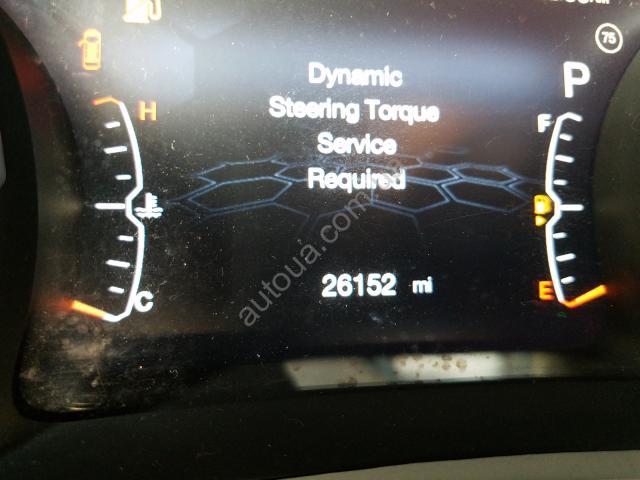 75
Dynamic
Steering Torque
Service
Required
P
H
F
C
E
26152 mi
autoua.com